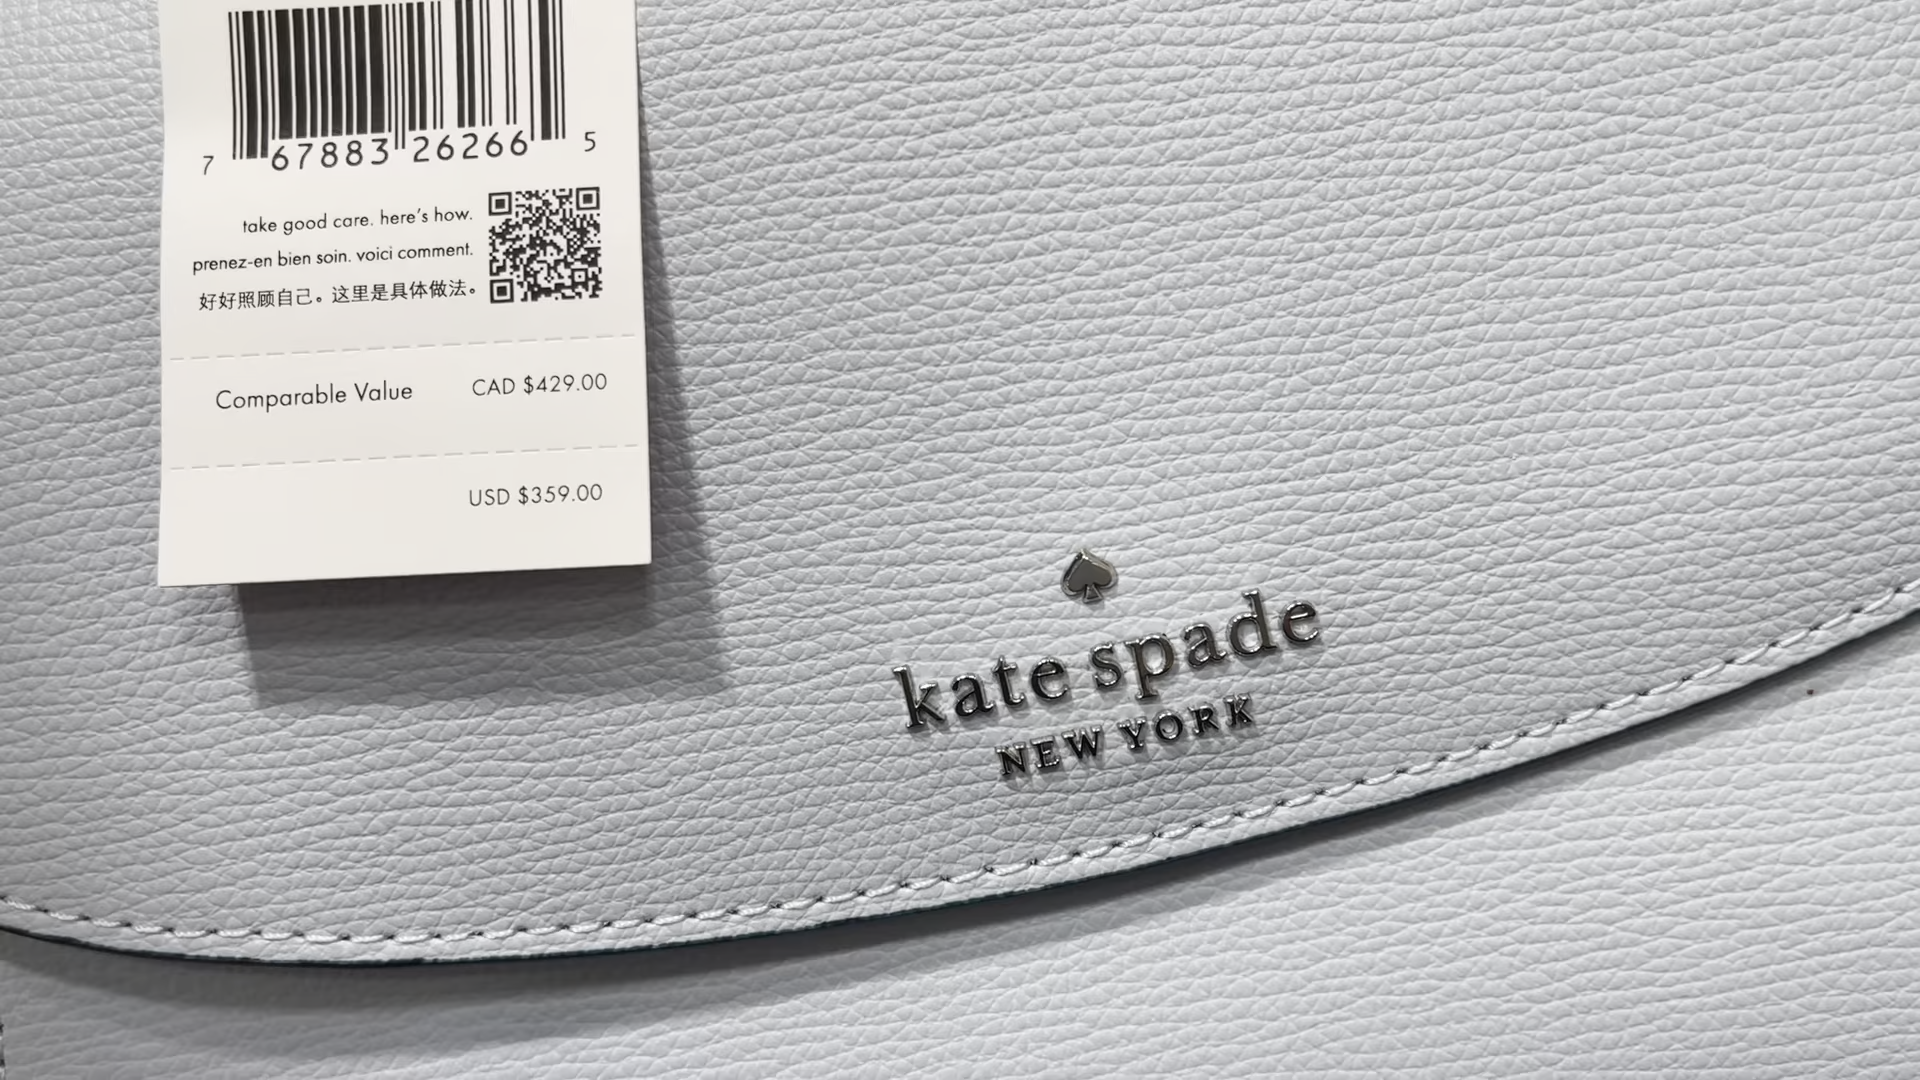 7 67883 26266 5
take good care. here's how.
prenez-en bien soin. voici comment.
好好照顾自己。这里是具体做法。
Comparable Value CAD $429.00
USD $359.00
kate spade
NEW YORK